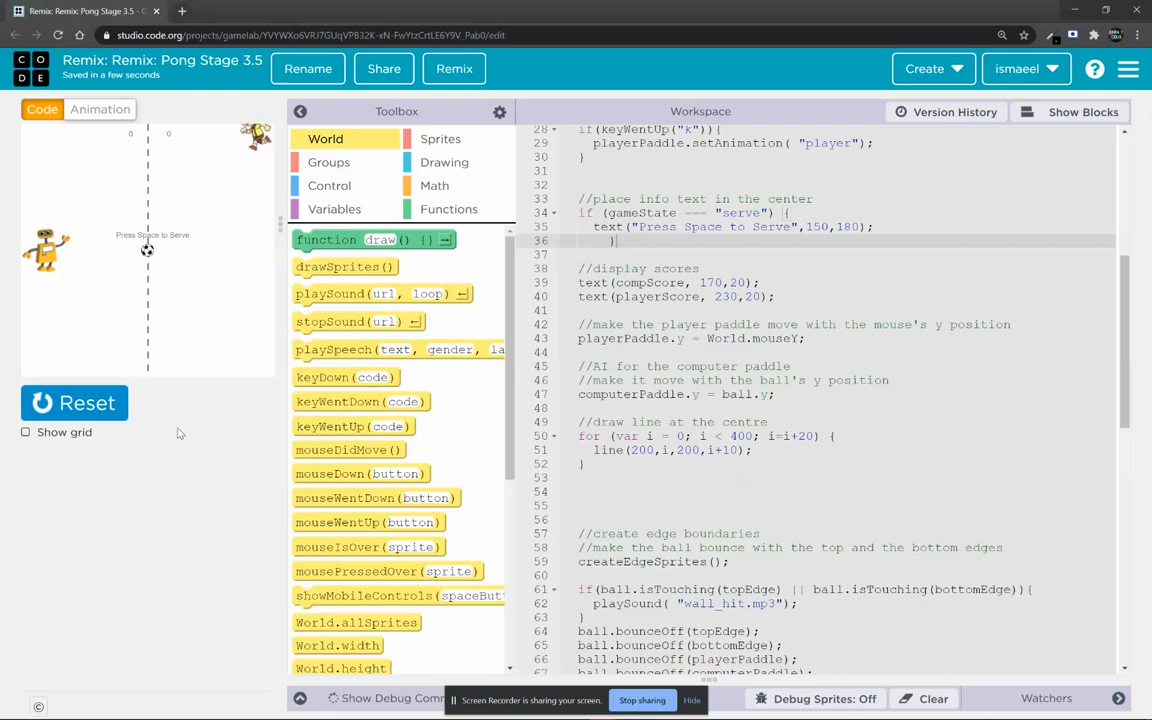 Remix: Remix: Pong Stage 3.5
studio.code.org/projects/gamelab/YVYWXo6VRJ7GUqVPB32K-xN-FwYtzCrtLE6Y9V_Pab0/edit
C O D E
Remix: Remix: Pong Stage 3.5
Saved in a few seconds
Rename
Share
Remix
Create
ismaeel
?
Code
Animation
Toolbox
Workspace
Version History
Show Blocks
0 0
Press Space to Serve
Reset
Show grid
World
Sprites
Groups
Drawing
Control
Math
Variables
Functions
function draw() {}
drawSprites()
playSound(url, loop)
stopSound(url)
playSpeech(text, gender, la
keyDown(code)
keyWentDown(code)
keyWentUp(code)
mouseDidMove()
mouseDown(button)
mouseWentDown(button)
mouseWentUp(button)
mouseIsOver(sprite)
mousePressedOver(sprite)
showMobileControls(spaceButt
World.allSprites
World.width
World.height
28 if(keyWentUp("k")){
29 playerPaddle.setAnimation( "player");
30 }
31
32
33 //place info text in the center
34 if (gameState === "serve") {
35 text("Press Space to Serve",150,180);
36 }
37
38 //display scores
39 text(compScore, 170,20);
40 text(playerScore, 230,20);
41
42 //make the player paddle move with the mouse's y position
43 playerPaddle.y = World.mouseY;
44
45 //AI for the computer paddle
46 //make it move with the ball's y position
47 computerPaddle.y = ball.y;
48
49 //draw line at the centre
50 for (var i = 0; i < 400; i=i+20) {
51 line(200,i,200,i+10);
52 }
53
54
55
56
57 //create edge boundaries
58 //make the ball bounce with the top and the bottom edges
59 createEdgeSprites();
60
61 if(ball.isTouching(topEdge) || ball.isTouching(bottomEdge)){
62 playSound( "wall_hit.mp3");
63 }
64 ball.bounceOff(topEdge);
65 ball.bounceOff(bottomEdge);
66 ball.bounceOff(playerPaddle);
67 ball.bounceOff(computerPaddle);
Show Debug Comm
Screen Recorder is sharing your screen.
Stop sharing
Hide
Debug Sprites: Off
Clear
Watchers
©